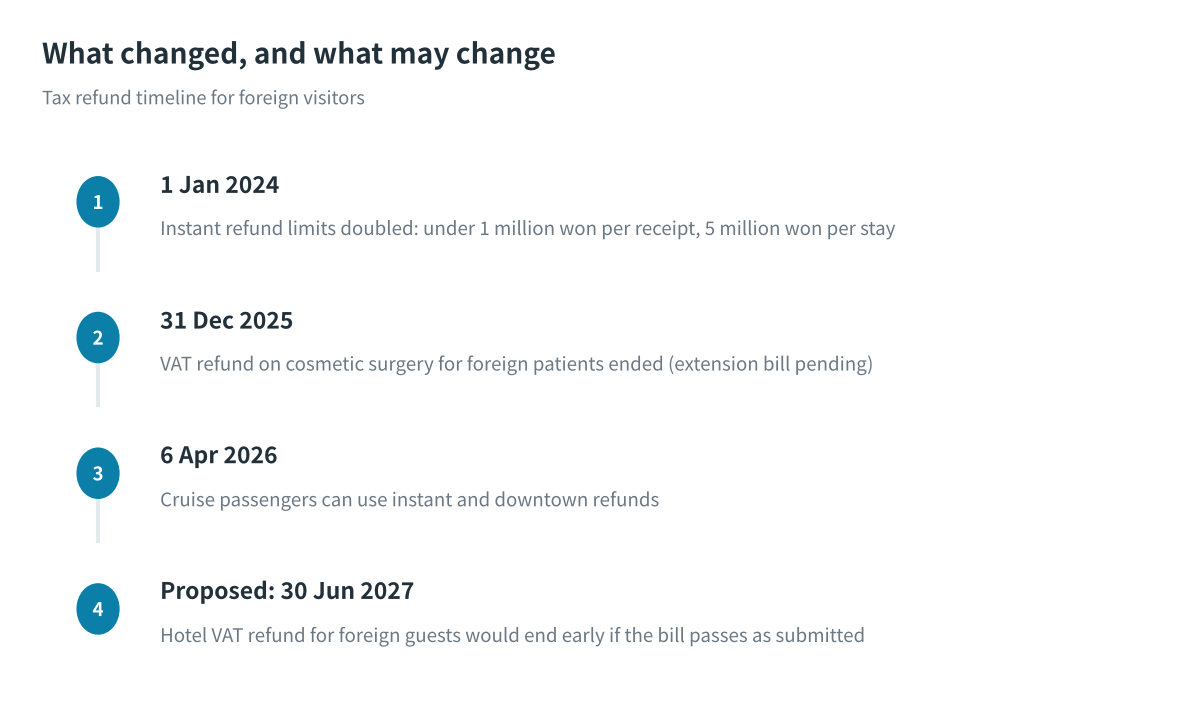 What changed, and what may change
Tax refund timeline for foreign visitors
1
1 Jan 2024
Instant refund limits doubled: under 1 million won per receipt, 5 million won per stay
2
31 Dec 2025
VAT refund on cosmetic surgery for foreign patients ended (extension bill pending)
3
6 Apr 2026
Cruise passengers can use instant and downtown refunds
4
Proposed: 30 Jun 2027
Hotel VAT refund for foreign guests would end early if the bill passes as submitted